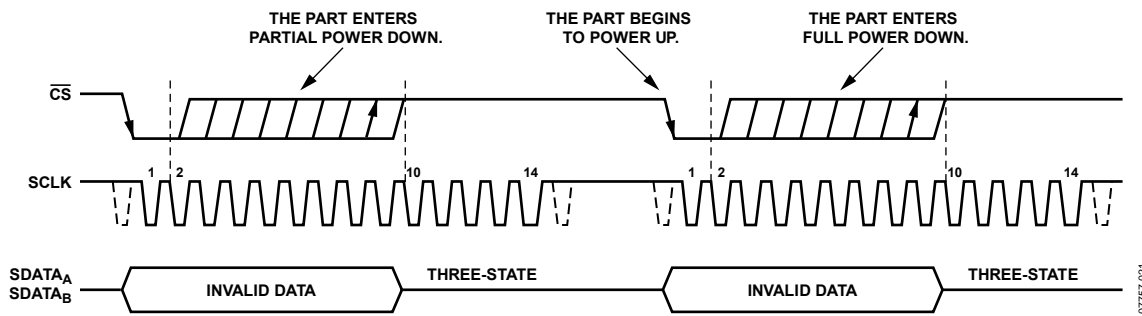 THE PART ENTERS
PARTIAL POWER DOWN.
THE PART BEGINS
TO POWER UP.
THE PART ENTERS
FULL POWER DOWN.
CS
SCLK
1 2 10 14 1 2 10 14
SDATAA
SDATAB
INVALID DATA THREE-STATE INVALID DATA THREE-STATE
07757-021